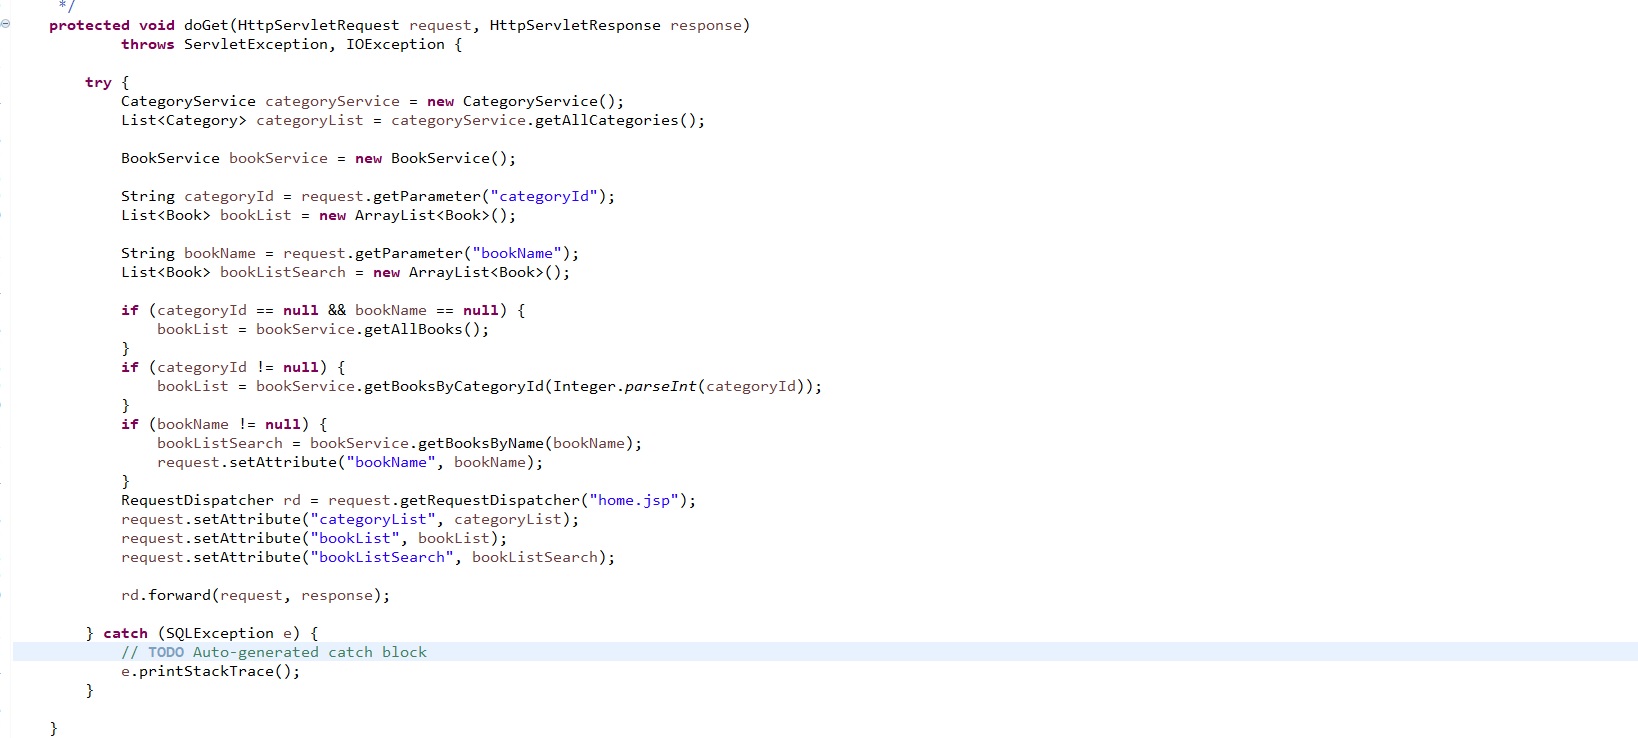 */
protected void doGet(HttpServletRequest request, HttpServletResponse response)
throws ServletException, IOException {
try {
CategoryService categoryService = new CategoryService();
List<Category> categoryList = categoryService.getAllCategories();
BookService bookService = new BookService();
String categoryId = request.getParameter("categoryId");
List<Book> bookList = new ArrayList<Book>();
String bookName = request.getParameter("bookName");
List<Book> bookListSearch = new ArrayList<Book>();
if (categoryId == null && bookName == null) {
bookList = bookService.getAllBooks();
}
if (categoryId != null) {
bookList = bookService.getBooksByCategoryId(Integer.parseInt(categoryId));
}
if (bookName != null) {
bookListSearch = bookService.getBooksByName(bookName);
request.setAttribute("bookName", bookName);
}
RequestDispatcher rd = request.getRequestDispatcher("home.jsp");
request.setAttribute("categoryList", categoryList);
request.setAttribute("bookList", bookList);
request.setAttribute("bookListSearch", bookListSearch);
rd.forward(request, response);
} catch (SQLException e) {
// TODO Auto-generated catch block
e.printStackTrace();
}
}